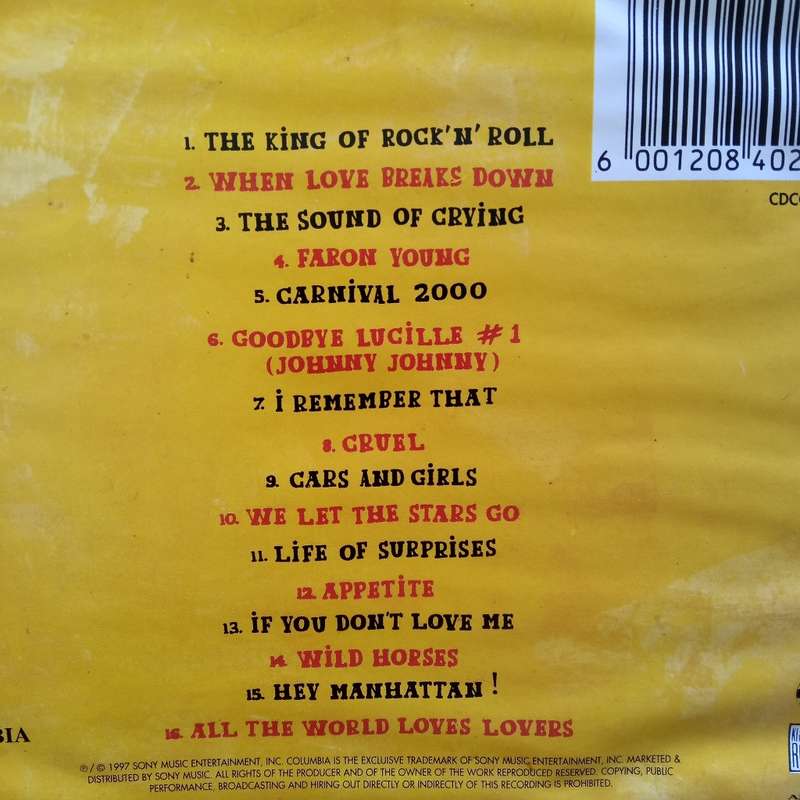 6 001208 402
CDC
1. THE KiNG OF ROCK'N' ROLL
2. WHEN LOVE BREAKS DOWN
3. THE SOUND OF CRYiNG
4. FARON YOUNG
5. CARNiVAL 2000
6. GOODBYE LUCiLLE # 1
(JOHNNY JOHNNY)
7. i REMEMBER THAT
8. CRUEL
9. CARS AND GiRLS
10. WE LET THE STARS GO
11. LiFE OF SURPRiSES
12. APPETiTE
13. iF YOU DON'T LOVE ME
14. WiLD HORSES
15. HEY MANHATTAN !
16. ALL THE WORLD LOVES LOVERS
BIA
℗ / © 1997 SONY MUSIC ENTERTAINMENT, INC. COLUMBIA IS THE EXCLUISVE TRADEMARK OF SONY MUSIC ENTERTAINMENT, INC. MARKETED &
DISTRIBUTED BY SONY MUSIC. ALL RIGHTS OF THE PRODUCER AND OF THE OWNER OF THE WORK REPRODUCED RESERVED. COPYING, PUBLIC
PERFORMANCE, BROADCASTING AND HIRING OUT DIRECTLY OR INDIRECTLY OF THIS RECORDING IS PROHIBITED.